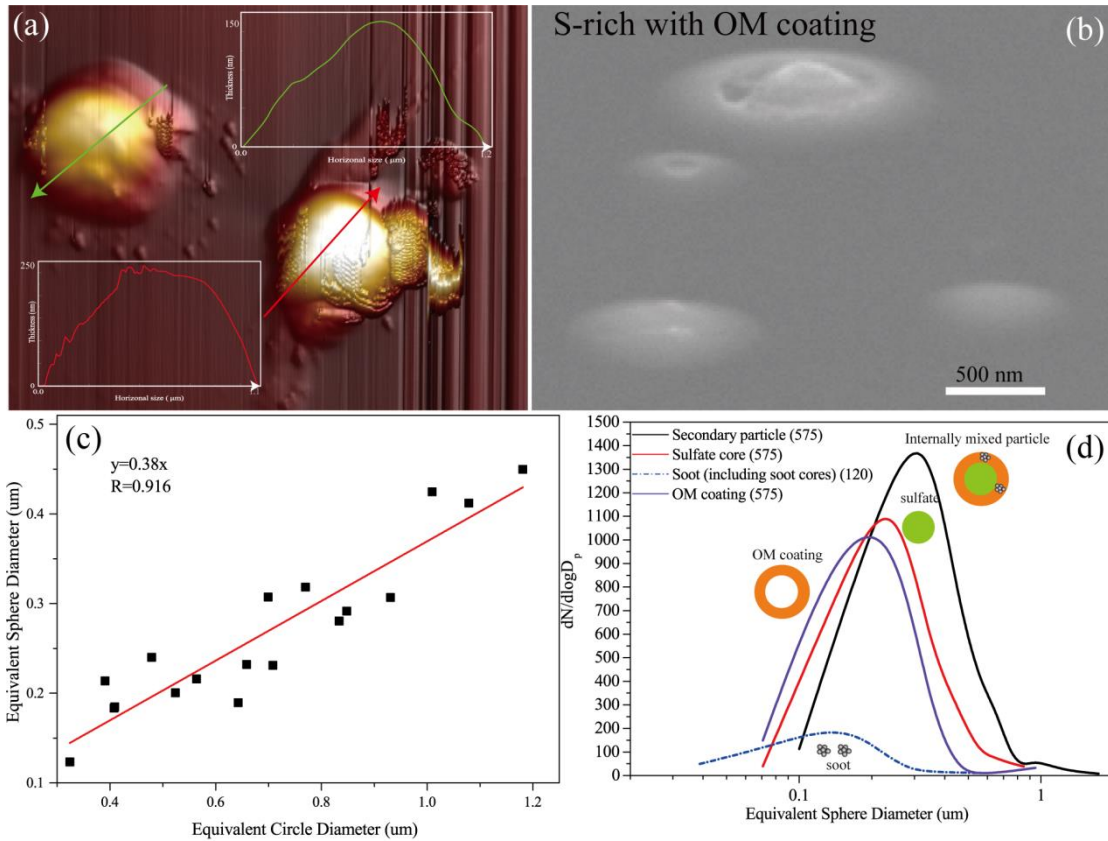 (a)
150
Thickness (nm)
0
0.0
1.2
Horizonal size ( μm)
250
Thickness (nm)
0
0.0
1.1
Horizonal size ( μm)
S-rich with OM coating
(b)
500 nm
(c)
y=0.38x
R=0.916
0.5
0.4
0.3
0.2
0.1
Equivalent Sphere Diameter (um)
0.4
0.6
0.8
1.0
1.2
Equivalent Circle Diameter (um)
(d)
Secondary particle (575)
Sulfate core (575)
Soot (including soot cores) (120)
OM coating (575)
Internally mixed particle
sulfate
OM coating
soot
1500
1400
1300
1200
1100
1000
900
800
700
600
500
400
300
200
100
0
dN/dlogDp
0.1
1
Equivalent Sphere Diameter (um)